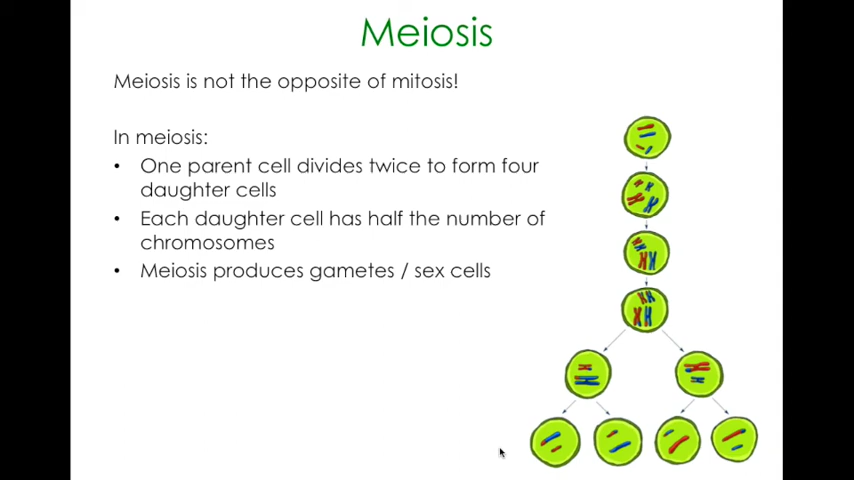 Meiosis
Meiosis is not the opposite of mitosis!
In meiosis:
• One parent cell divides twice to form four
daughter cells
• Each daughter cell has half the number of
chromosomes
• Meiosis produces gametes / sex cells